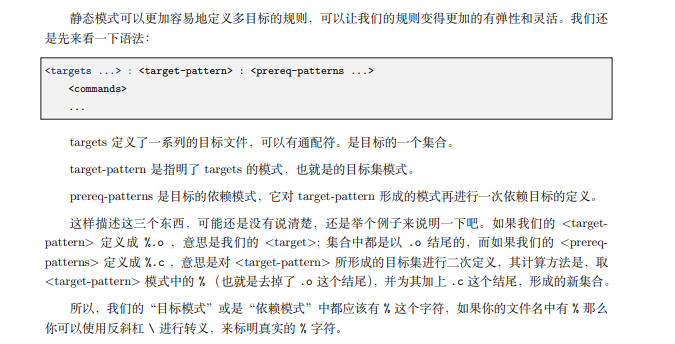 静态模式可以更加容易地定义多目标的规则，可以让我们的规则变得更加的有弹性和灵活。我们还
是先来看一下语法：
<targets ...> : <target-pattern> : <prereq-patterns ...>
<commands>
...
targets 定义了一系列的目标文件，可以有通配符。是目标的一个集合。
target-pattern 是指明了 targets 的模式，也就是的目标集模式。
prereq-patterns 是目标的依赖模式，它对 target-pattern 形成的模式再进行一次依赖目标的定义。
这样描述这三个东西，可能还是没有说清楚，还是举个例子来说明一下吧。如果我们的 <target-
pattern> 定义成 %.o ，意思是我们的 <target>; 集合中都是以 .o 结尾的，而如果我们的 <prereq-
patterns> 定义成 %.c ，意思是对 <target-pattern> 所形成的目标集进行二次定义，其计算方法是，取
<target-pattern> 模式中的 % （也就是去掉了 .o 这个结尾），并为其加上 .c 这个结尾，形成的新集合。
所以，我们的“目标模式”或是“依赖模式”中都应该有 % 这个字符，如果你的文件名中有 % 那么
你可以使用反斜杠 \ 进行转义，来标明真实的 % 字符。